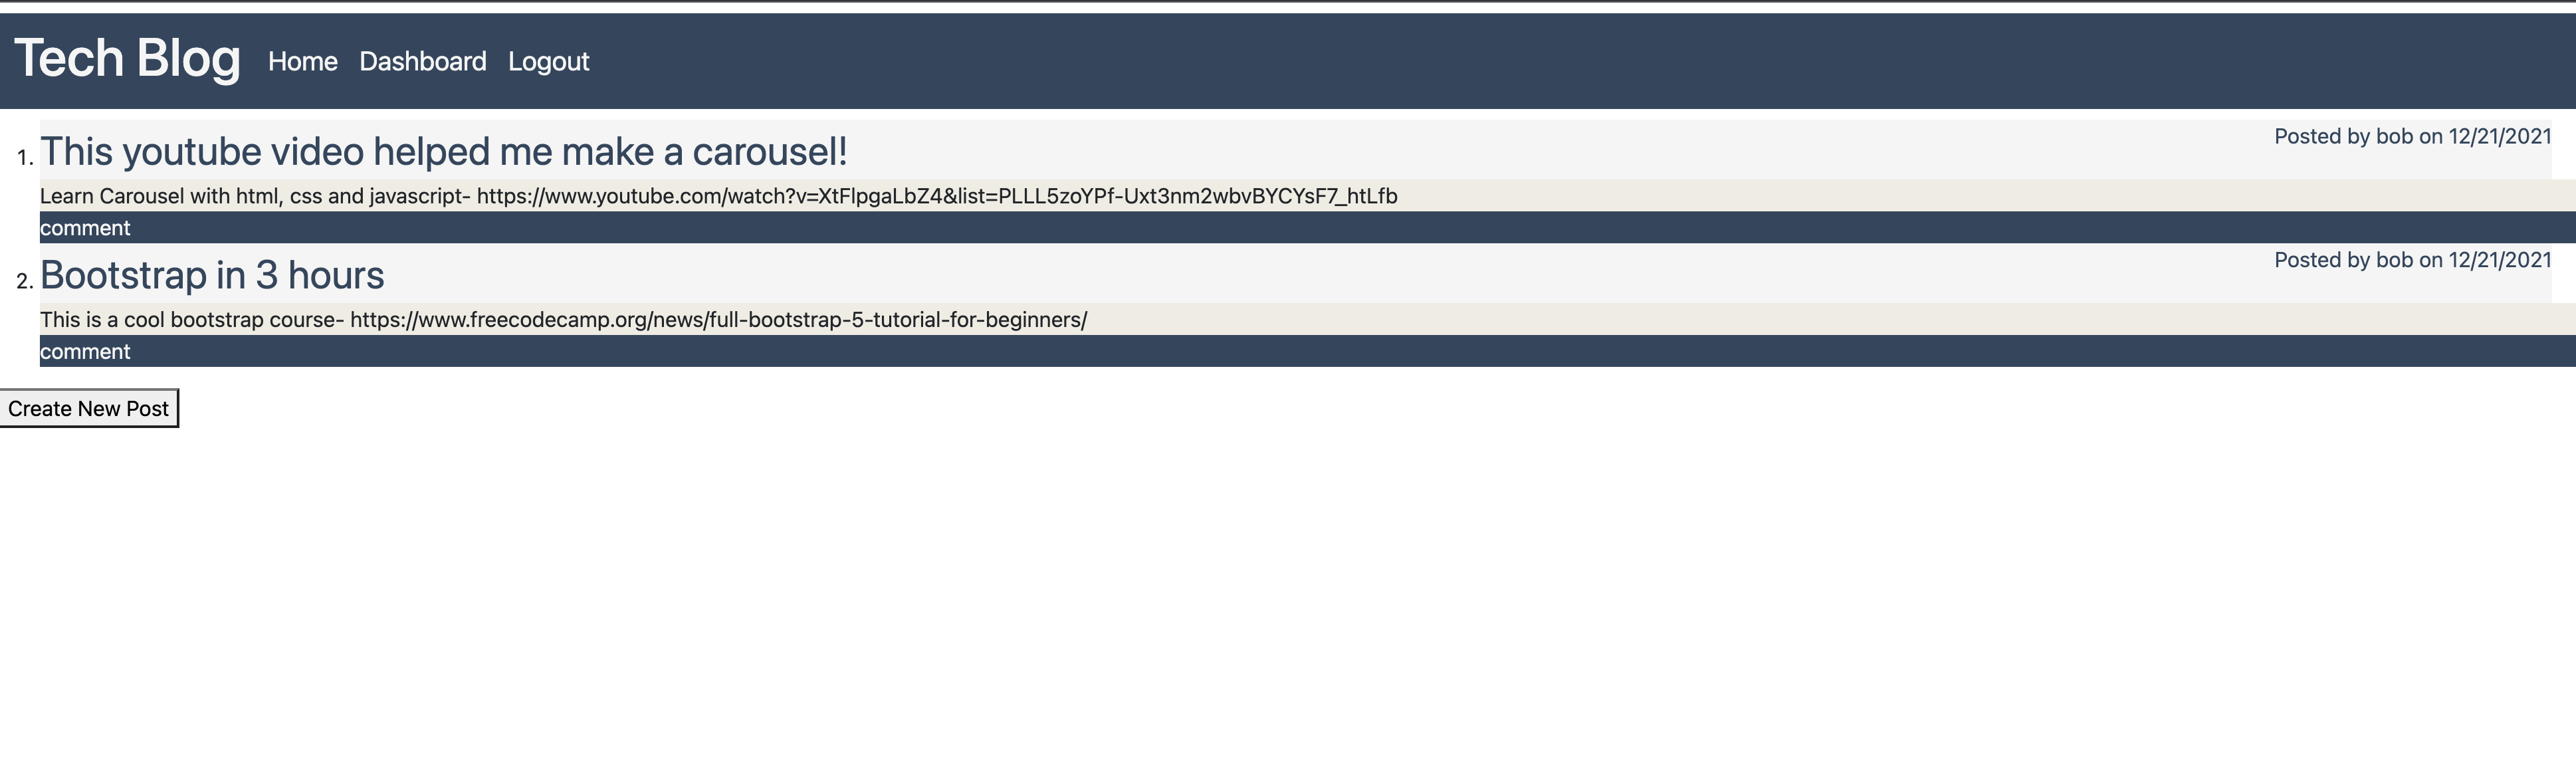 Tech Blog Home Dashboard Logout
1. This youtube video helped me make a carousel! Posted by bob on 12/21/2021
Learn Carousel with html, css and javascript- https://www.youtube.com/watch?v=XtFlpgaLbZ4&list=PLLL5zoYPf-Uxt3nm2wbvBYCYsF7_htLfb
comment
2. Bootstrap in 3 hours Posted by bob on 12/21/2021
This is a cool bootstrap course- https://www.freecodecamp.org/news/full-bootstrap-5-tutorial-for-beginners/
comment
Create New Post